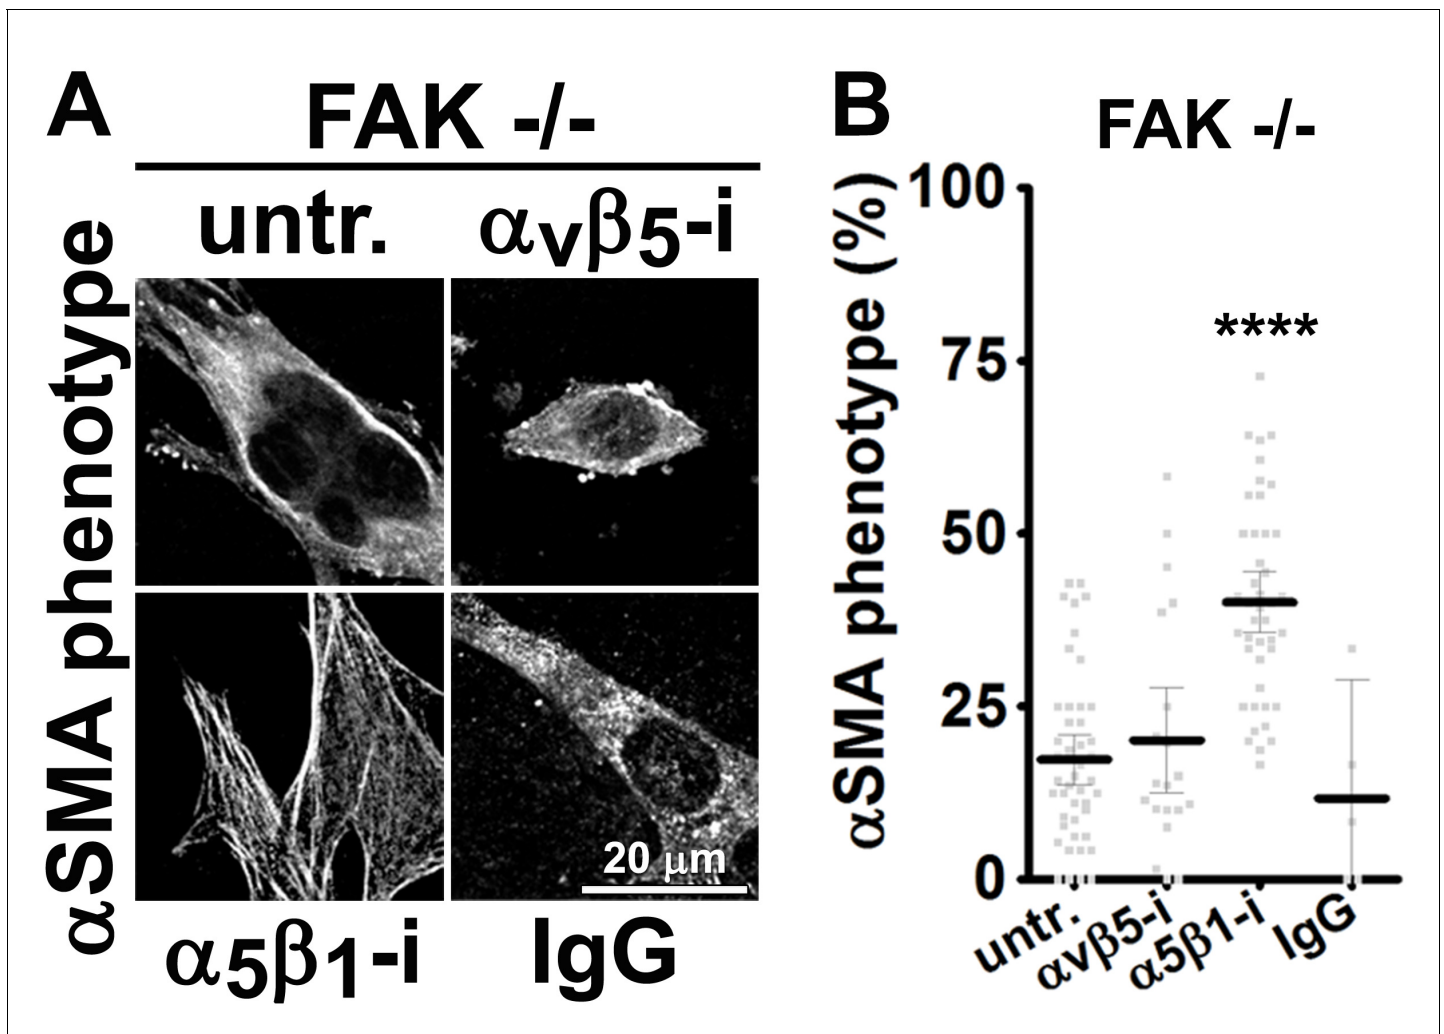 A
FAK -/-
untr.
αvβ5-i
αSMA phenotype
α5β1-i
IgG
20 μm
B
FAK -/-
αSMA phenotype (%)
100
75
50
25
0
****
untr.
αvβ5-i
α5β1-i
IgG